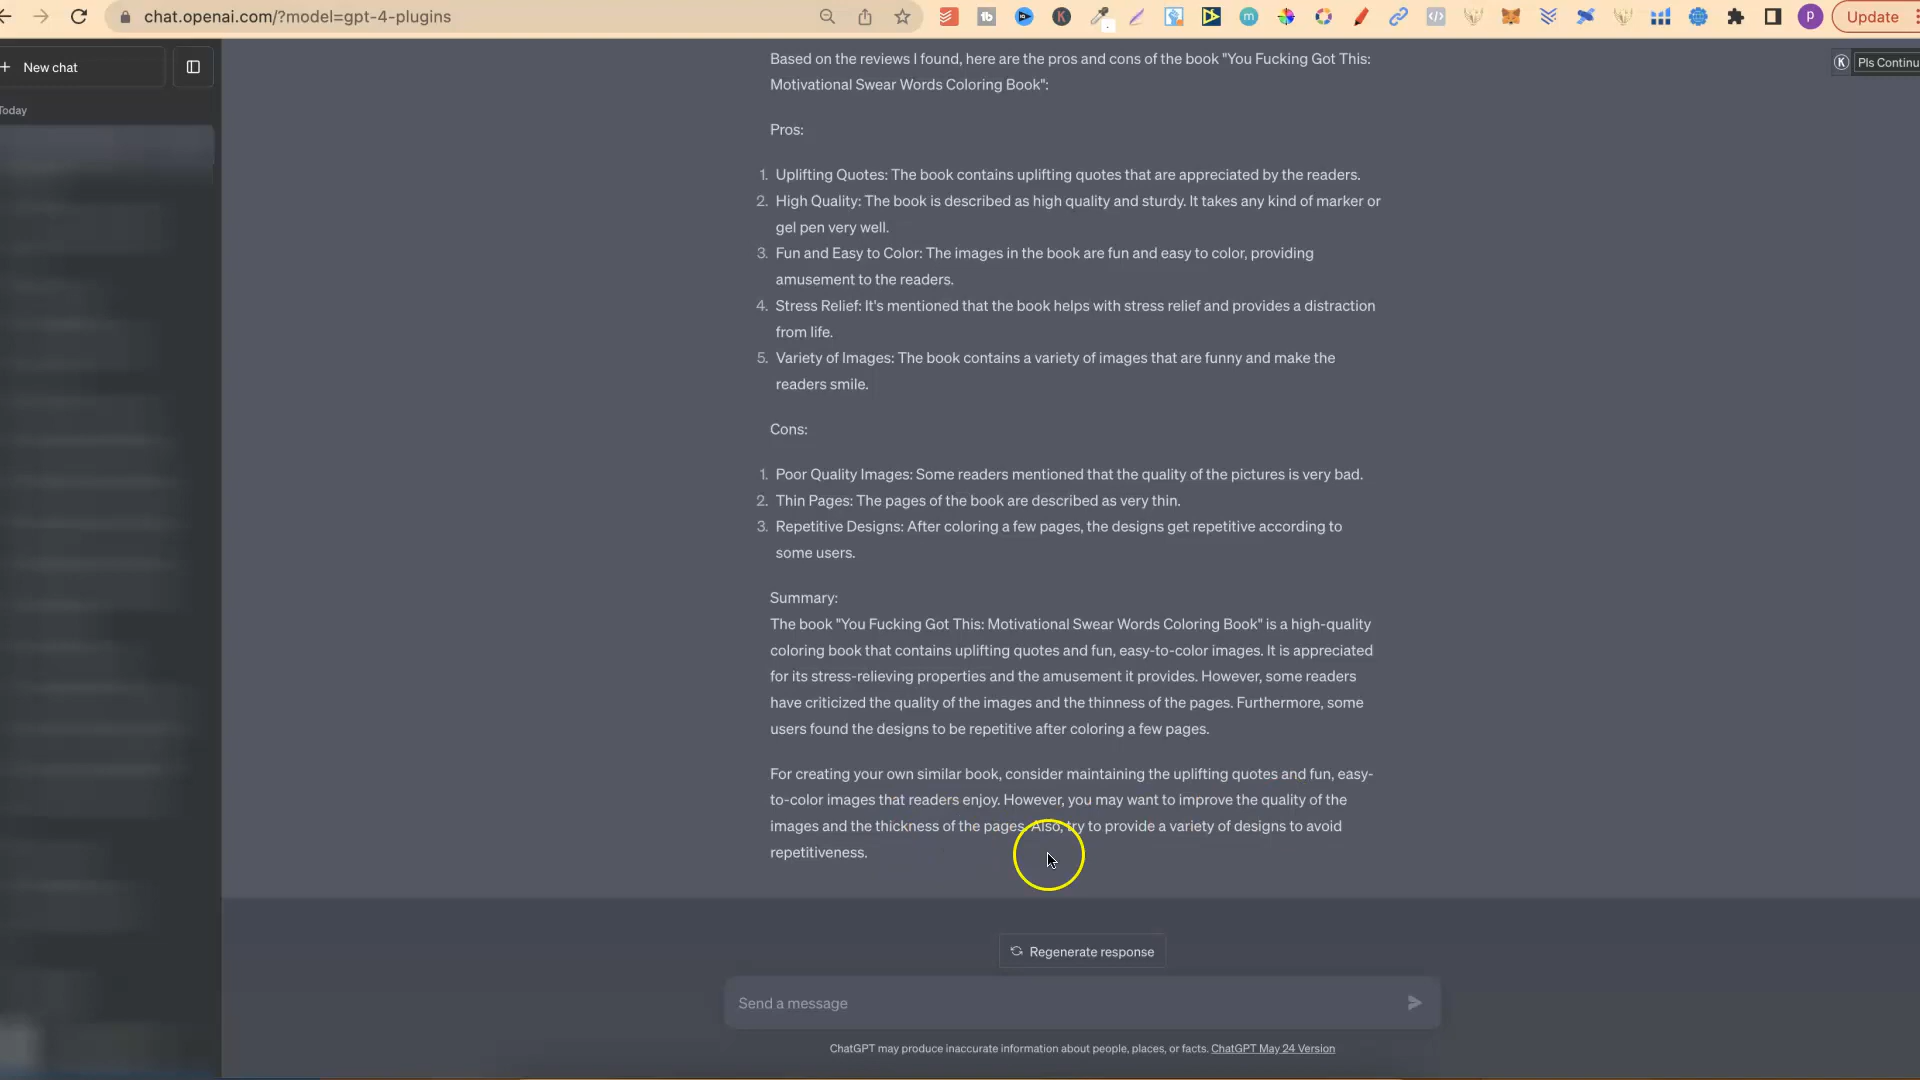 chat.openai.com/?model=gpt-4-plugins
Update
New chat
Today
Pls Continu
Based on the reviews I found, here are the pros and cons of the book "You Fucking Got This:
Motivational Swear Words Coloring Book":
Pros:
1. Uplifting Quotes: The book contains uplifting quotes that are appreciated by the readers.
2. High Quality: The book is described as high quality and sturdy. It takes any kind of marker or
gel pen very well.
3. Fun and Easy to Color: The images in the book are fun and easy to color, providing
amusement to the readers.
4. Stress Relief: It's mentioned that the book helps with stress relief and provides a distraction
from life.
5. Variety of Images: The book contains a variety of images that are funny and make the
readers smile.
Cons:
1. Poor Quality Images: Some readers mentioned that the quality of the pictures is very bad.
2. Thin Pages: The pages of the book are described as very thin.
3. Repetitive Designs: After coloring a few pages, the designs get repetitive according to
some users.
Summary:
The book "You Fucking Got This: Motivational Swear Words Coloring Book" is a high-quality
coloring book that contains uplifting quotes and fun, easy-to-color images. It is appreciated
for its stress-relieving properties and the amusement it provides. However, some readers
have criticized the quality of the images and the thinness of the pages. Furthermore, some
users found the designs to be repetitive after coloring a few pages.
For creating your own similar book, consider maintaining the uplifting quotes and fun, easy-
to-color images that readers enjoy. However, you may want to improve the quality of the
images and the thickness of the pages. Also, try to provide a variety of designs to avoid
repetitiveness.
Regenerate response
Send a message
ChatGPT may produce inaccurate information about people, places, or facts. ChatGPT May 24 Version